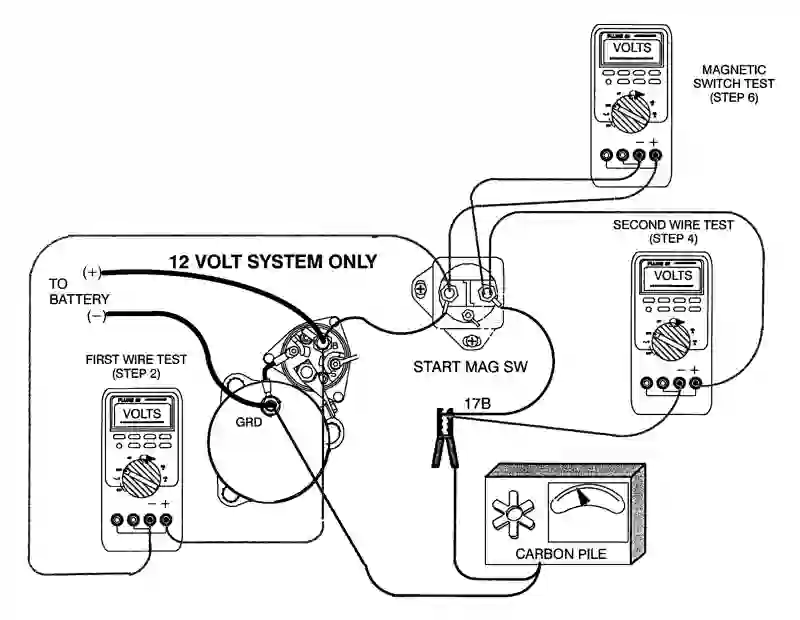 VOLTS
MAGNETIC
SWITCH TEST
(STEP 6)
− +
SECOND WIRE TEST
(STEP 4)
VOLTS
− +
12 VOLT SYSTEM ONLY
(+)
TO
BATTERY
(−)
START MAG SW
FIRST WIRE TEST
(STEP 2)
VOLTS
− +
GRD
17B
CARBON PILE